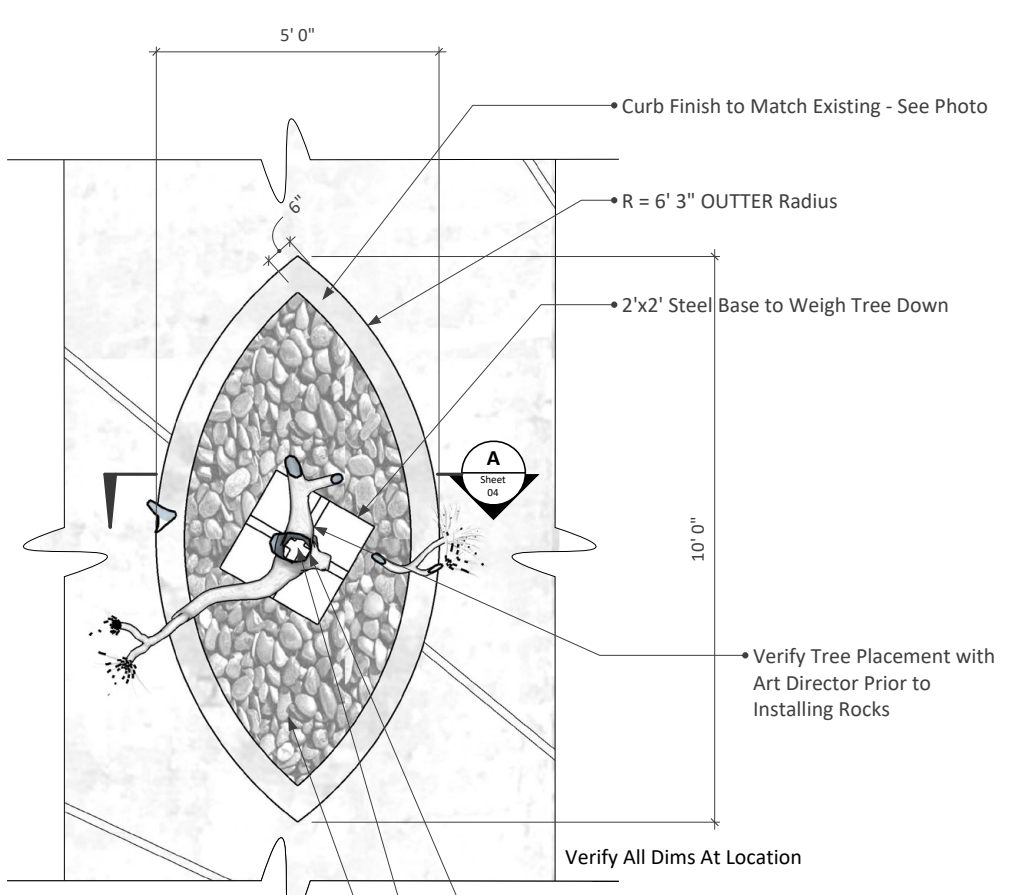 5' 0"
Curb Finish to Match Existing - See Photo
6"
R = 6' 3" OUTTER Radius
2'x2' Steel Base to Weigh Tree Down
A
Sheet
04
10' 0"
Verify Tree Placement with
Art Director Prior to
Installing Rocks
Verify All Dims At Location